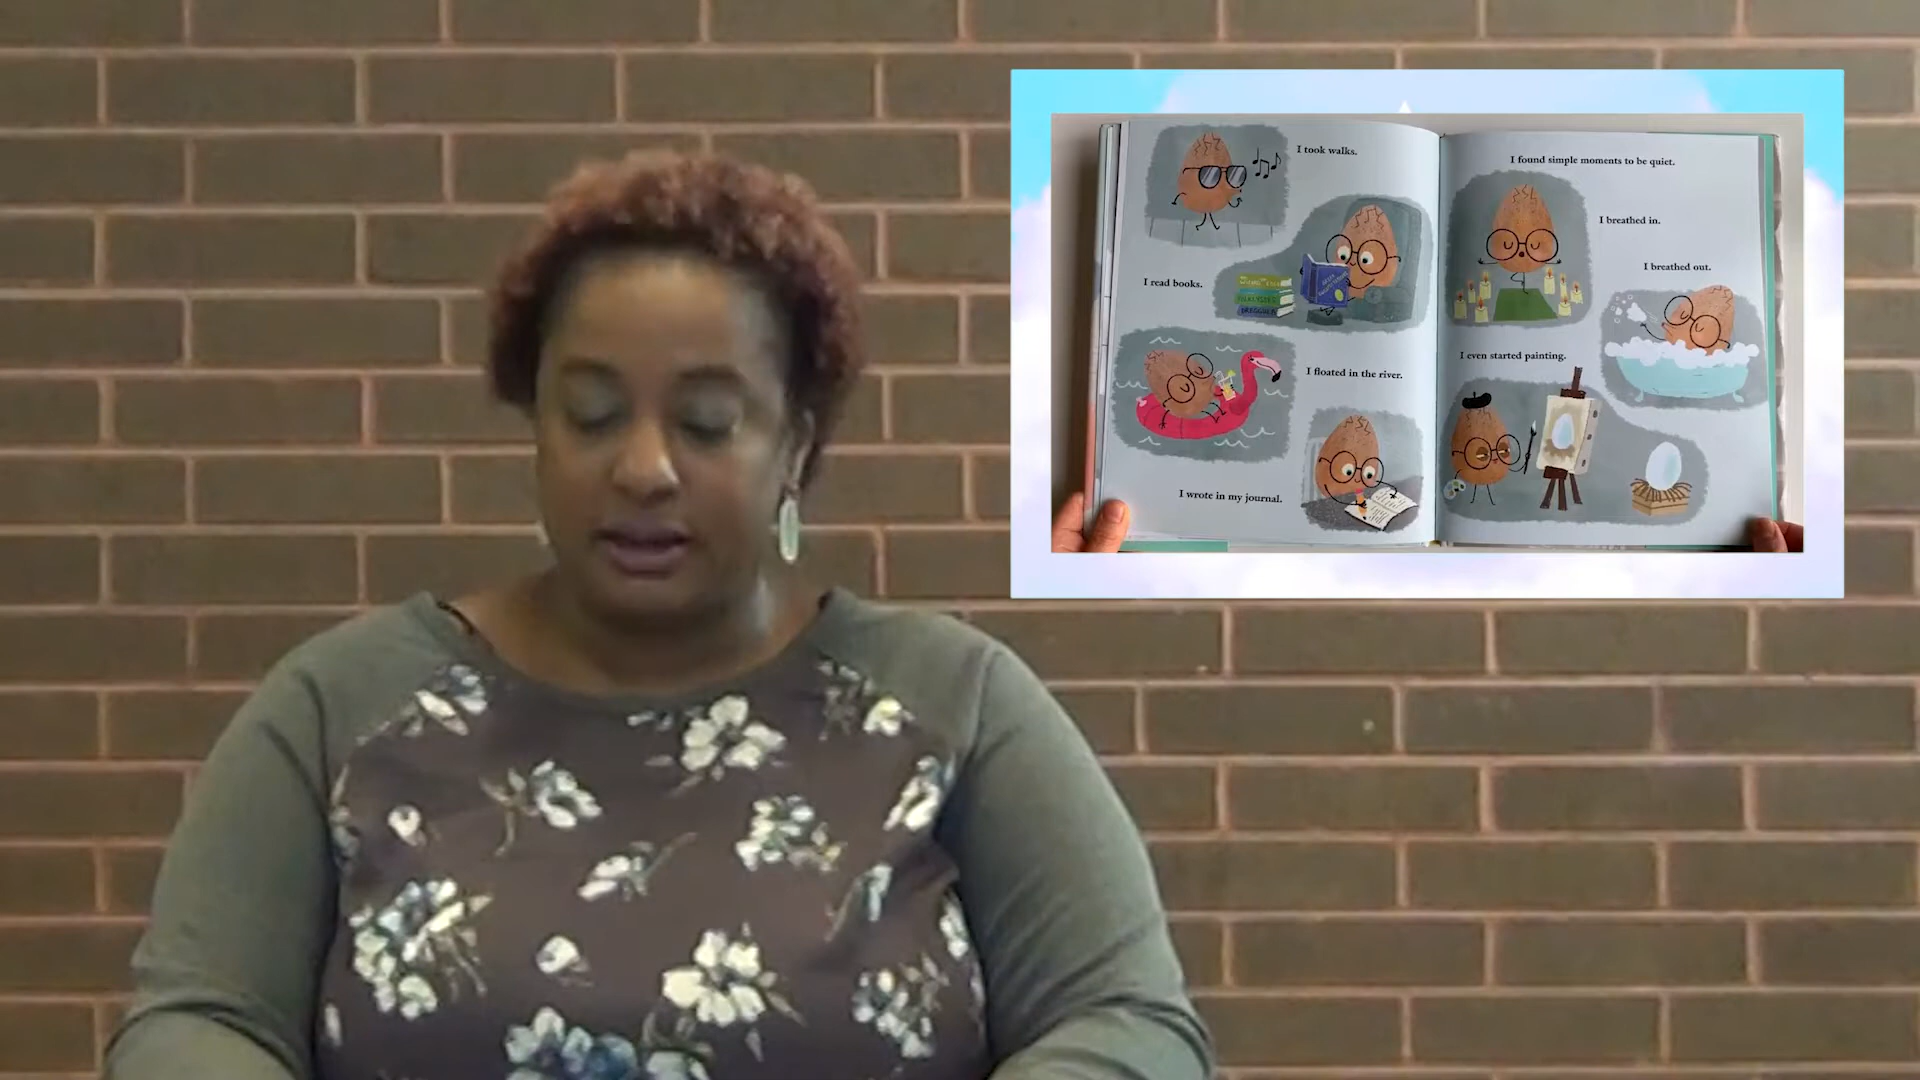 I took walks.
I read books.
I floated in the river.
I wrote in my journal.
I found simple moments to be quiet.
I breathed in.
I breathed out.
I even started painting.